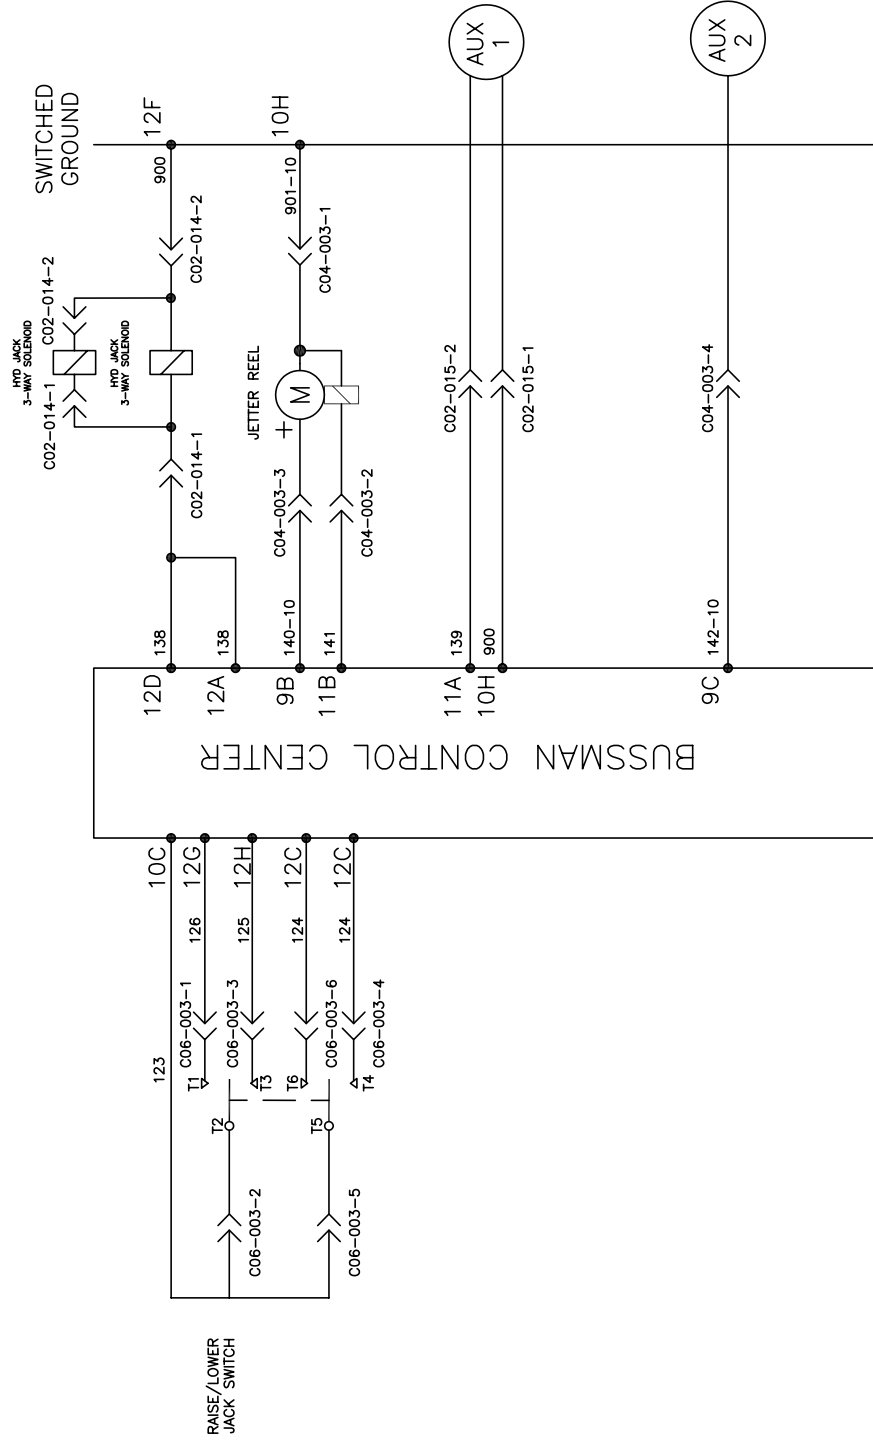 SWITCHED
GROUND
12F
10H
AUX
1
AUX
2
900
C02-014-2
C02-014-2
HYD JACK
3-WAY SOLENOID
HYD JACK
3-WAY SOLENOID
C02-014-1
C02-014-1
901-10
C04-003-1
JETTER REEL
M
+
C04-003-3
C04-003-2
C02-015-2
C02-015-1
C04-003-4
138
138
140-10
141
139
900
142-10
12D
12A
9B
11B
11A
10H
9C
BUSSMAN CONTROL CENTER
10C
12G
12H
12C
12C
123
126
125
124
124
C06-003-1
C06-003-3
C06-003-6
C06-003-4
T1
T3
T6
T4
T2
T5
C06-003-2
C06-003-5
RAISE/LOWER
JACK SWITCH